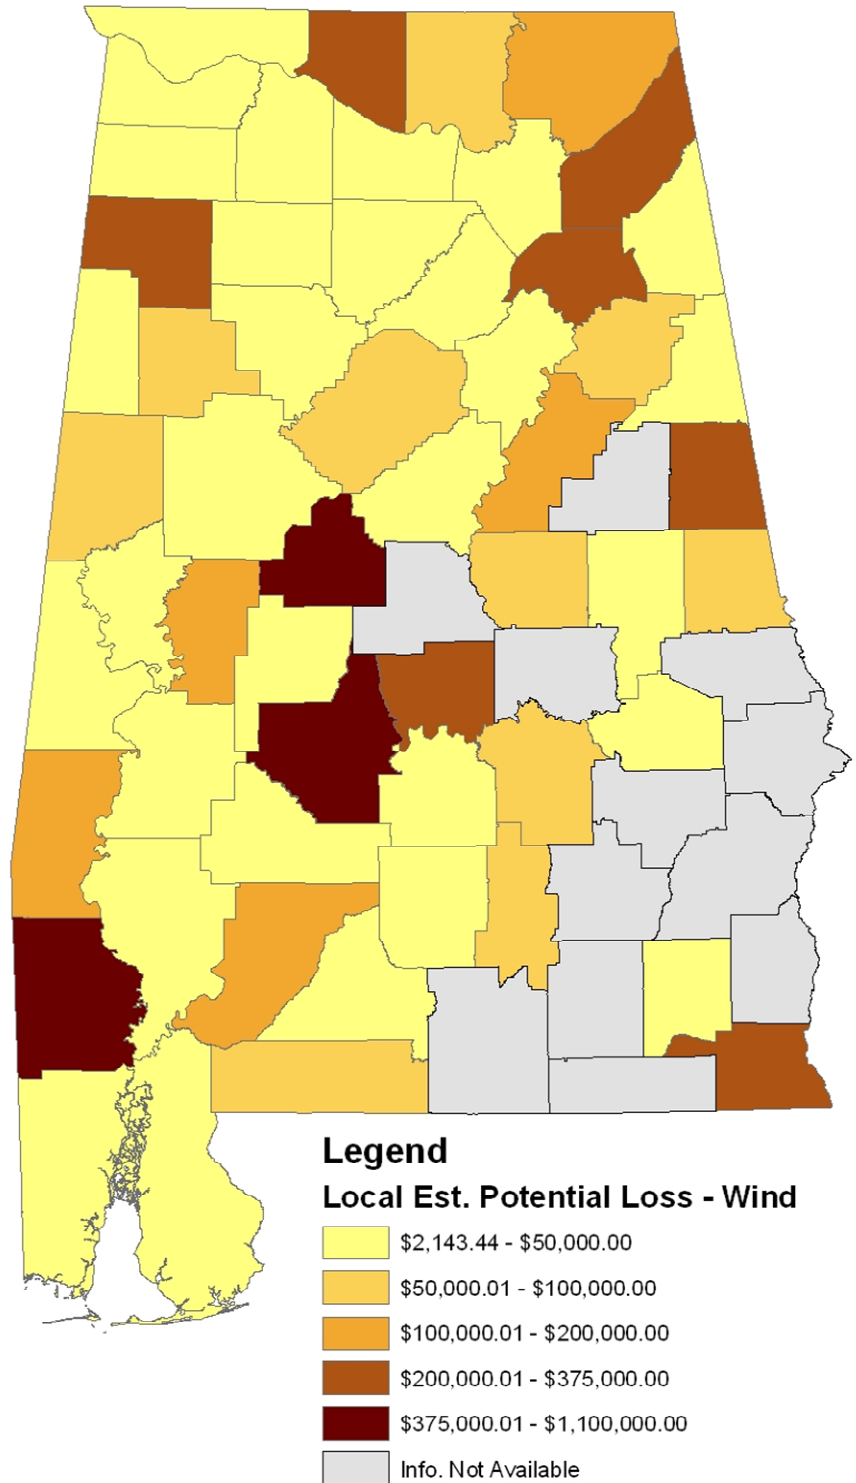 Legend
Local Est. Potential Loss - Wind
$2,143.44 - $50,000.00
$50,000.01 - $100,000.00
$100,000.01 - $200,000.00
$200,000.01 - $375,000.00
$375,000.01 - $1,100,000.00
Info. Not Available